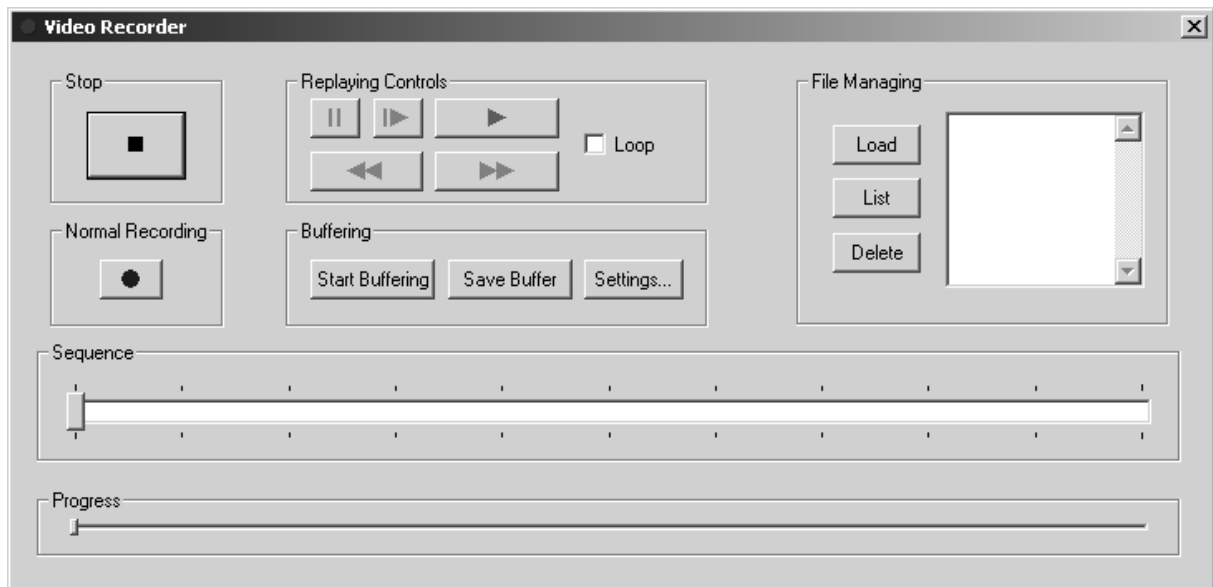 Video Recorder
Stop
Replaying Controls
Loop
File Managing
Load
List
Delete
Normal Recording
Buffering
Start Buffering
Save Buffer
Settings...
Sequence
Progress